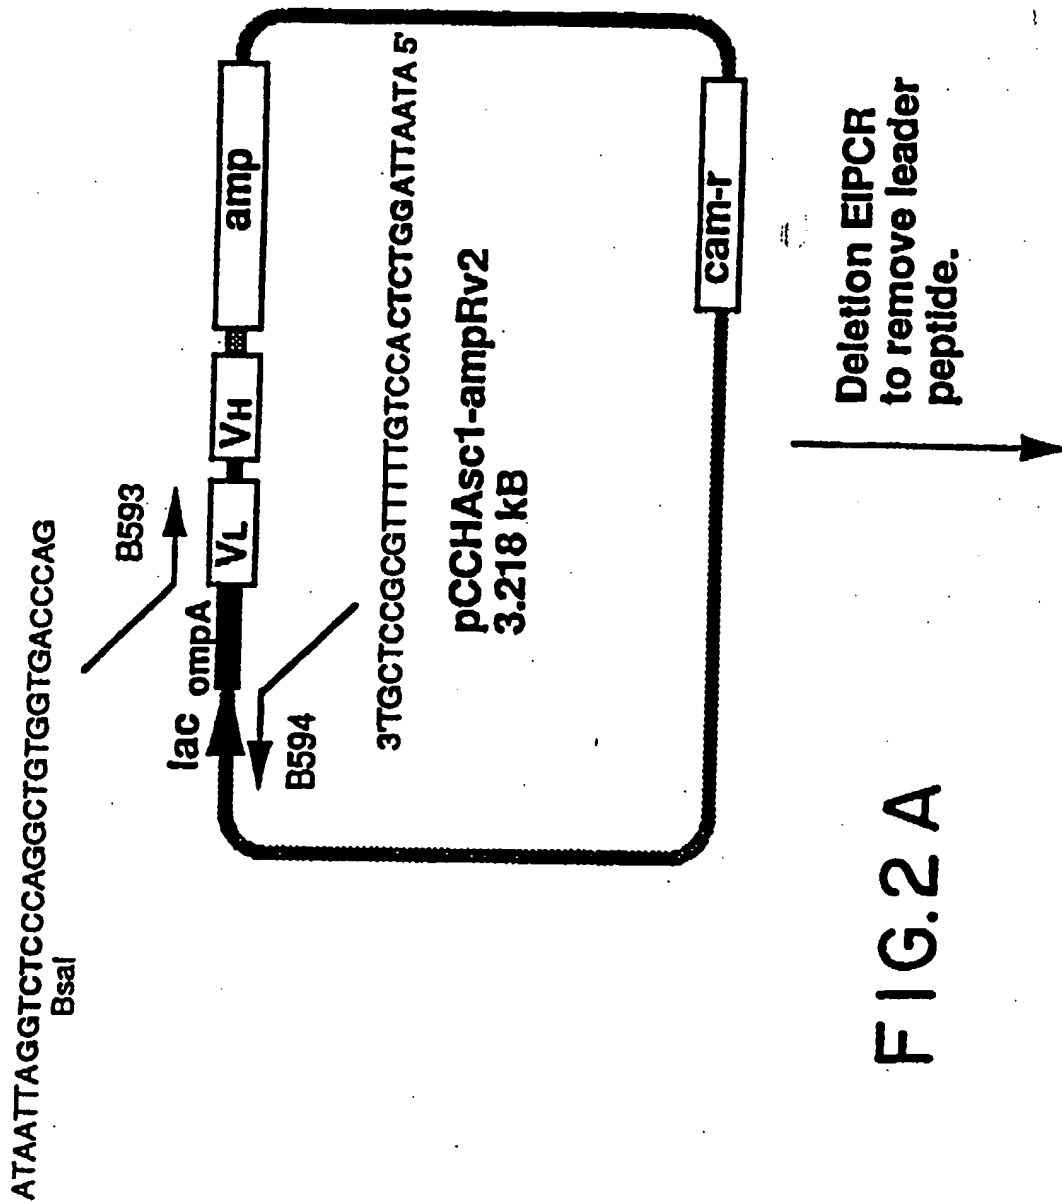 ATAATTAGGTCTCCCAGGCTGTGGTGACCCAG
BsaI
B593
lac
ompA
VL
VH
amp
B594
3'TGCTCCGCGTTTTTGTCCACTCTGGATTAATA 5'
pCCHAsc1-ampRv2
3.218 kB
cam-r
Deletion EIPCR
to remove leader
peptide.
FIG.2 A